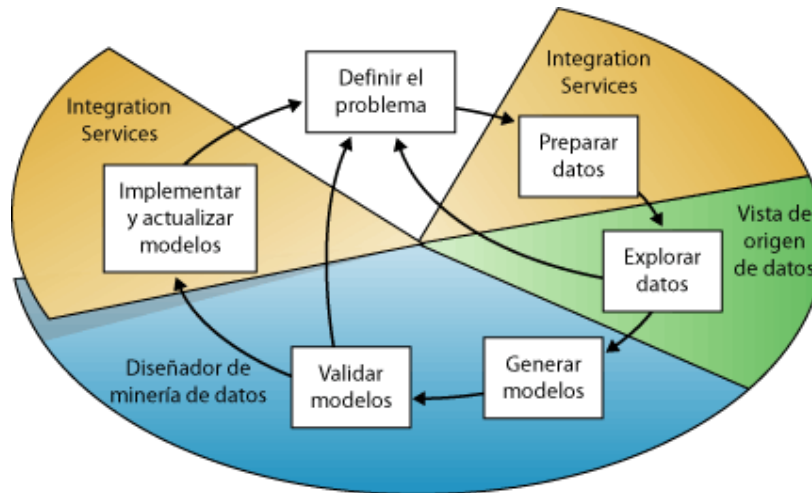 Definir el
problema
Integration
Services
Preparar
datos
Vista de
origen
de datos
Explorar
datos
Generar
modelos
Validar
modelos
Diseñador de
minería de datos
Implementar
y actualizar
modelos
Integration
Services